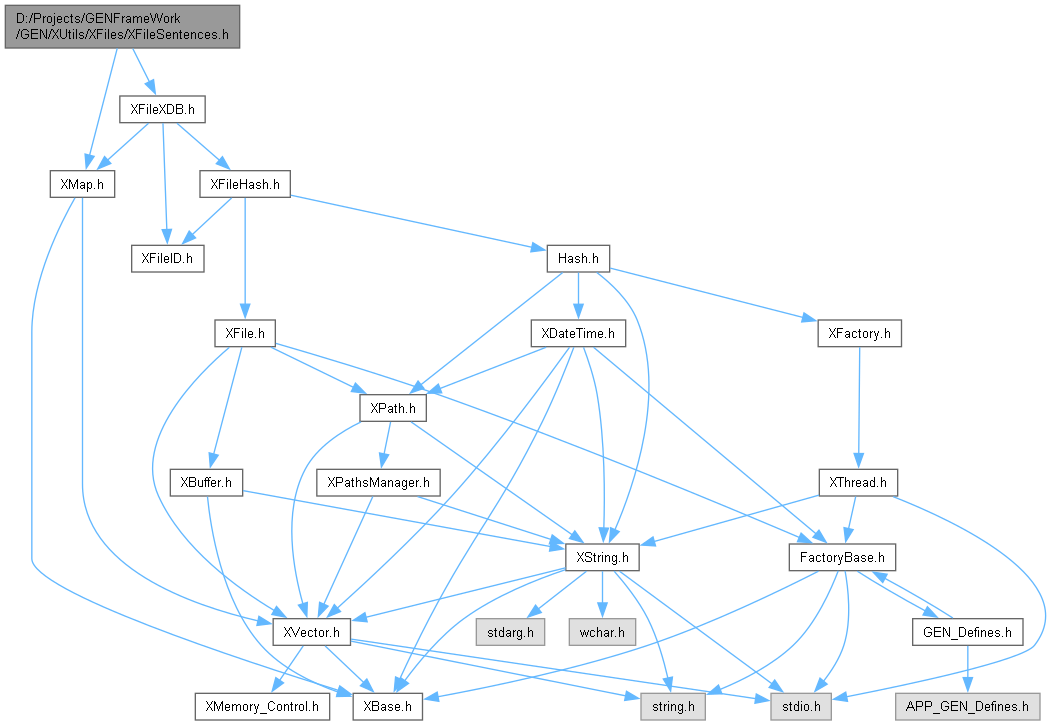 D:/Projects/GENFrameWork
/GEN/XUtils/XFiles/XFileSentences.h
XFileXDB.h
XMap.h
XFileHash.h
XFileID.h
Hash.h
XFile.h
XDateTime.h
XFactory.h
XPath.h
XBuffer.h
XPathsManager.h
XThread.h
XString.h
FactoryBase.h
XVector.h
stdarg.h
wchar.h
GEN_Defines.h
XMemory_Control.h
XBase.h
string.h
stdio.h
APP_GEN_Defines.h